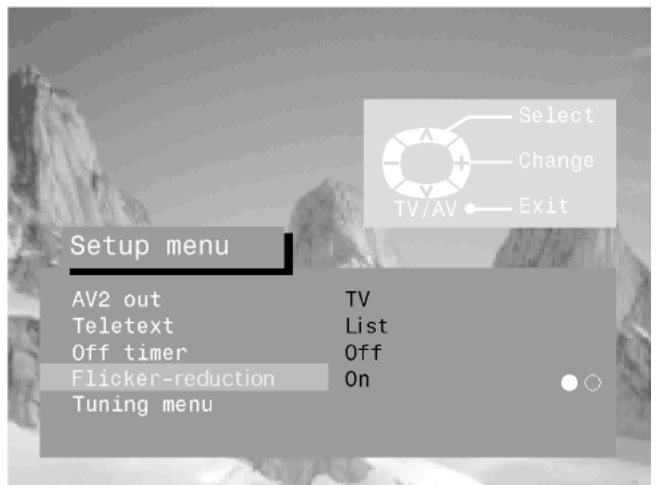 Select
Change
TV/AV
Exit
Setup menu
AV2 out TV
Teletext List
Off timer Off
Flicker-reduction On
Tuning menu